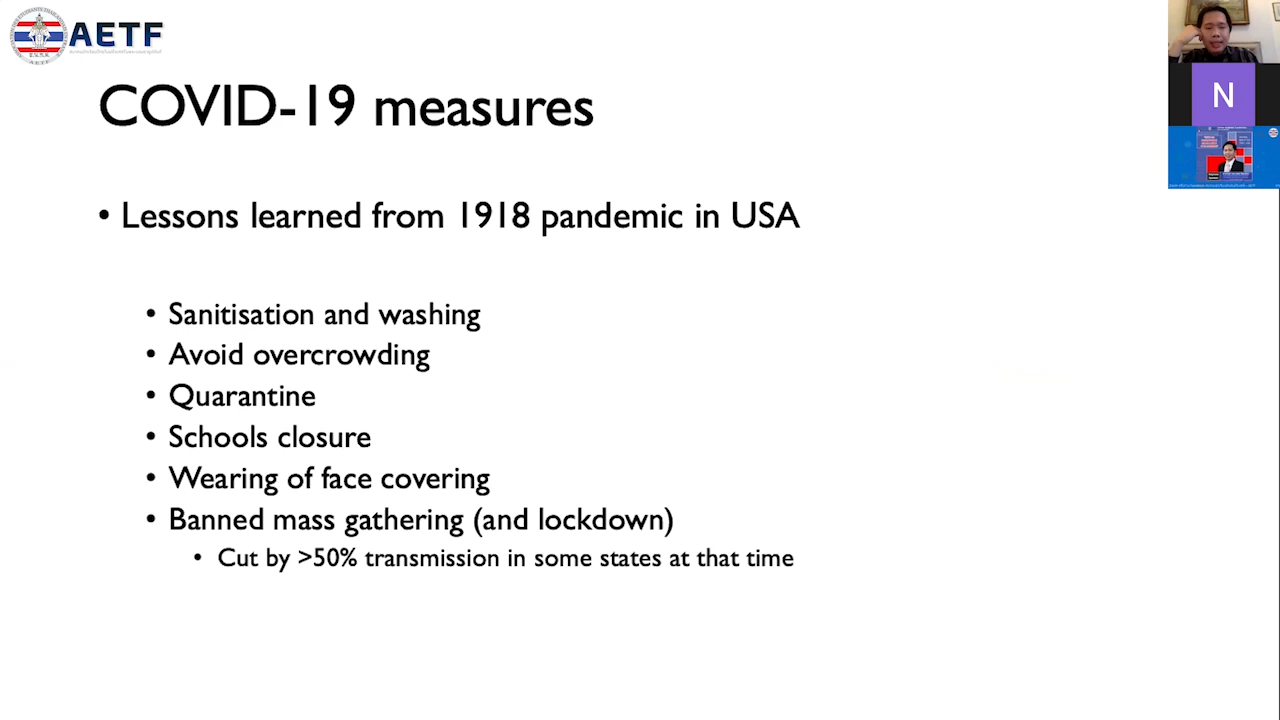 AETF
A.E.T.F
COVID-19 measures
• Lessons learned from 1918 pandemic in USA
• Sanitisation and washing
• Avoid overcrowding
• Quarantine
• Schools closure
• Wearing of face covering
• Banned mass gathering (and lockdown)
• Cut by >50% transmission in some states at that time
N